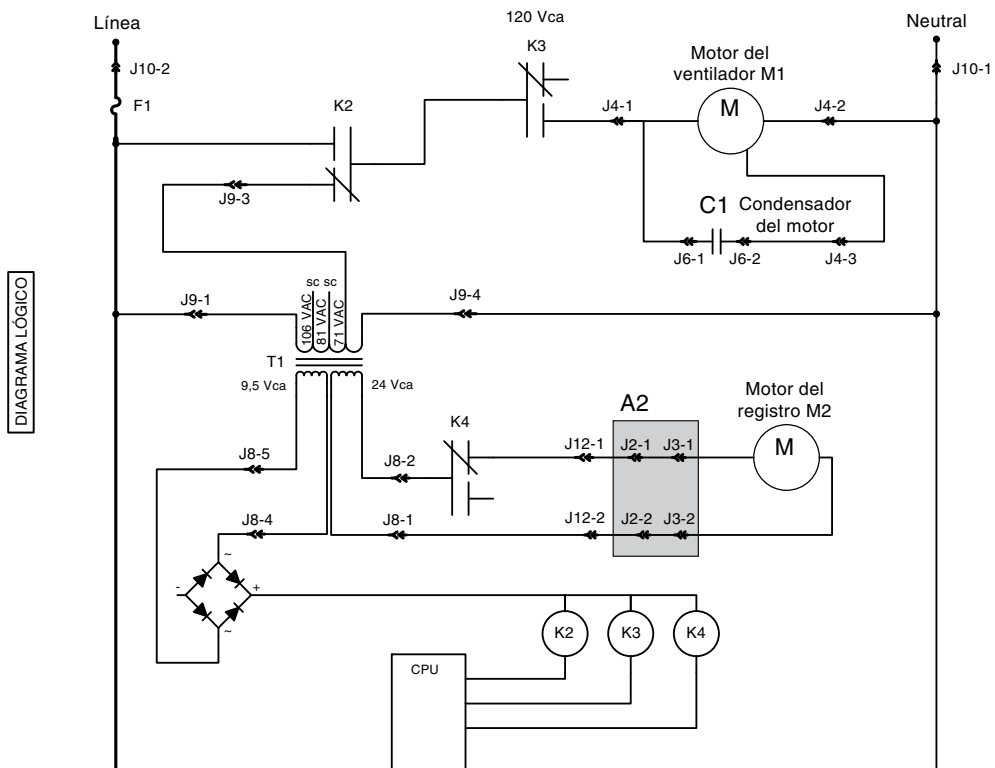 120 Vca
Línea
Neutral
K3
J10-2
Motor del
ventilador M1
J10-1
F1
K2
J4-1
M
J4-2
J9-3
C1
Condensador
del motor
J6-1
J6-2
J4-3
DIAGRAMA LÓGICO
sc sc
J9-1
106 VAC
81 VAC
71 VAC
J9-4
T1
9,5 Vca
24 Vca
A2
Motor del
registro M2
K4
J12-1
J2-1
J3-1
M
J8-5
J8-2
J8-4
J8-1
J12-2
J2-2
J3-2
~
-
+
~
K2
K3
K4
CPU